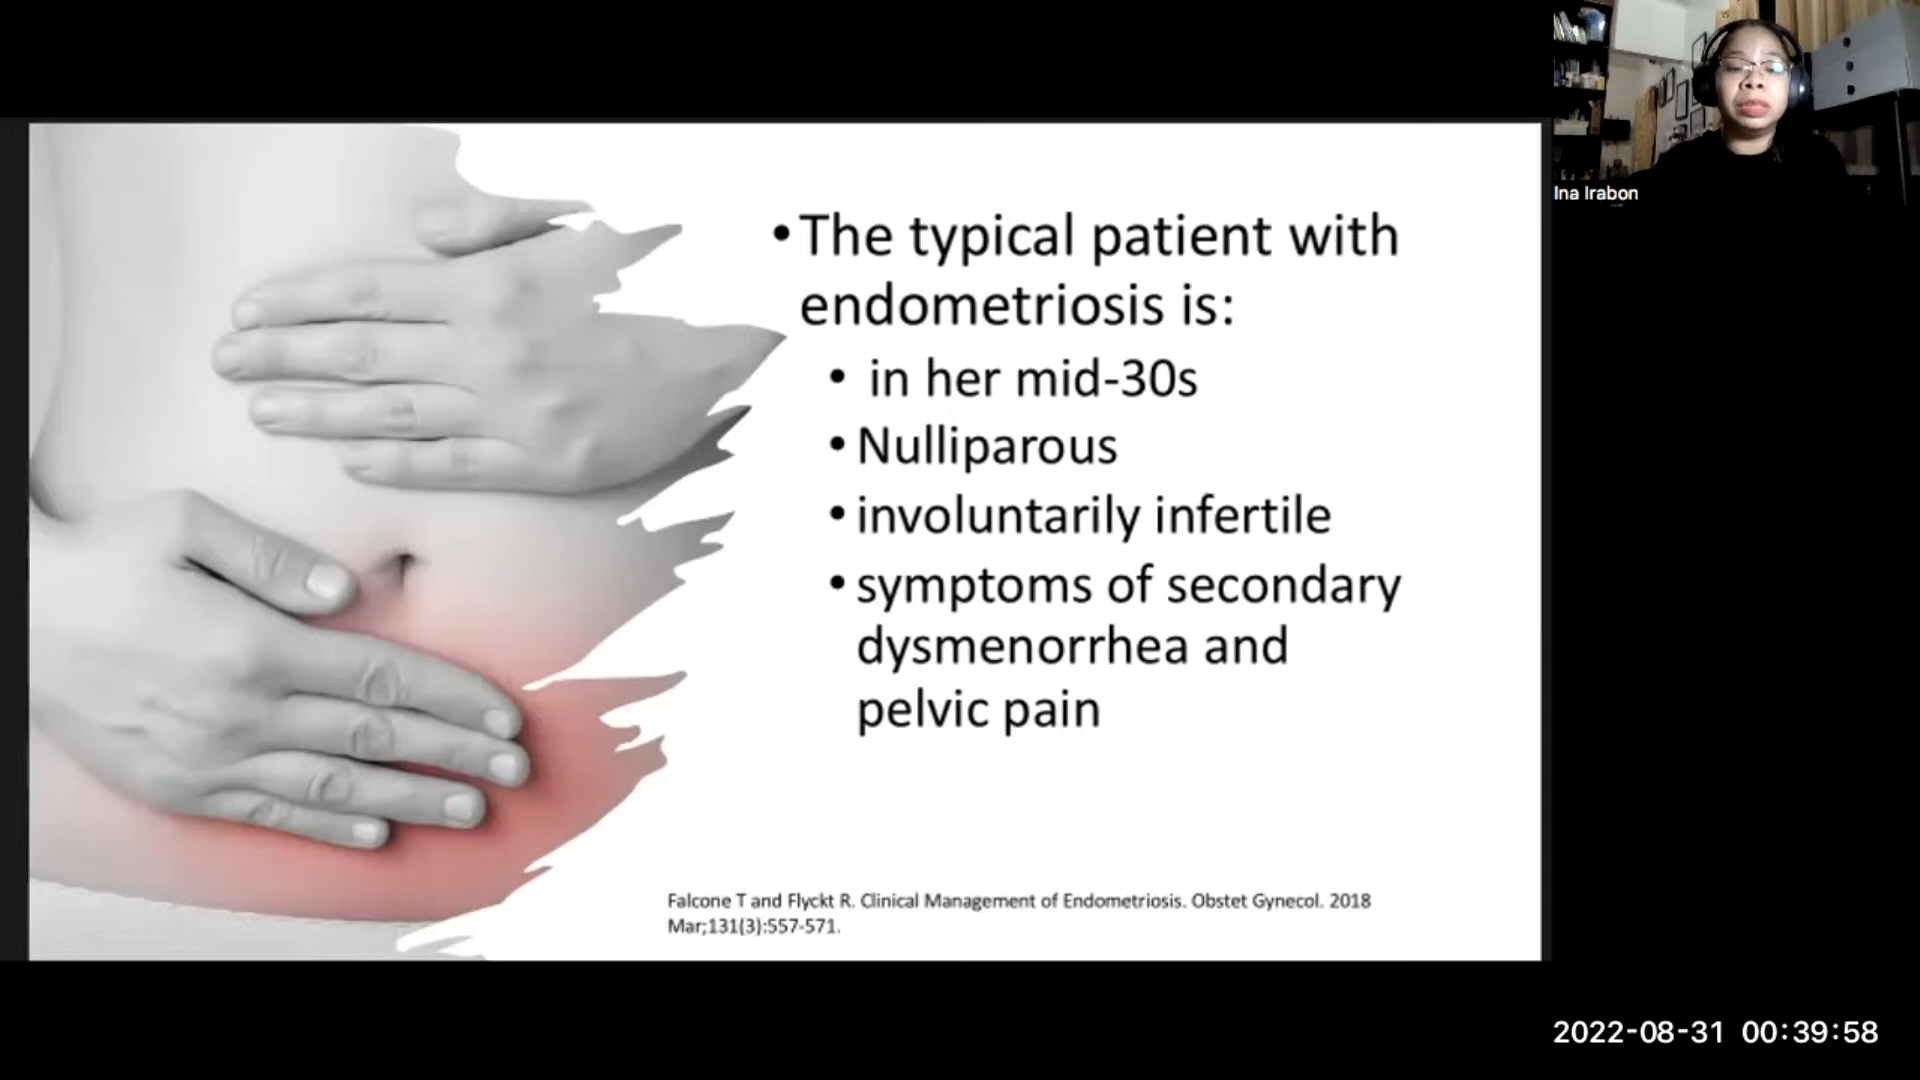 Ina Irabon
•The typical patient with
endometriosis is:
• in her mid-30s
•Nulliparous
•involuntarily infertile
•symptoms of secondary
dysmenorrhea and
pelvic pain
Falcone T and Flyckt R. Clinical Management of Endometriosis. Obstet Gynecol. 2018
Mar;131(3):557-571.
2022-08-31 00:39:58